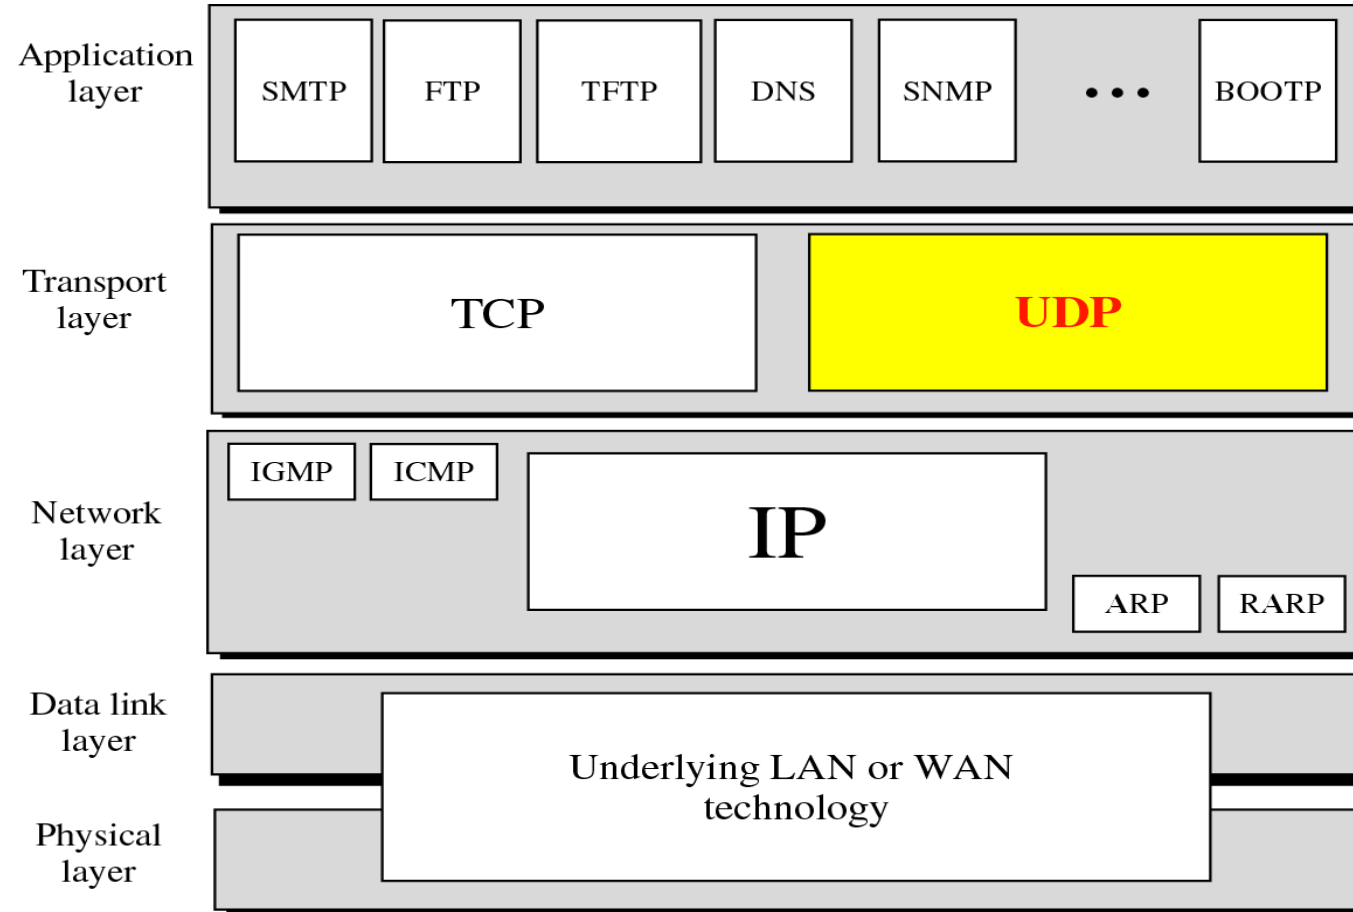 Application
layer
SMTP
FTP
TFTP
DNS
SNMP
...
BOOTP
Transport
layer
TCP
UDP
Network
layer
IGMP
ICMP
IP
ARP
RARP
Data link
layer
Underlying LAN or WAN
technology
Physical
layer